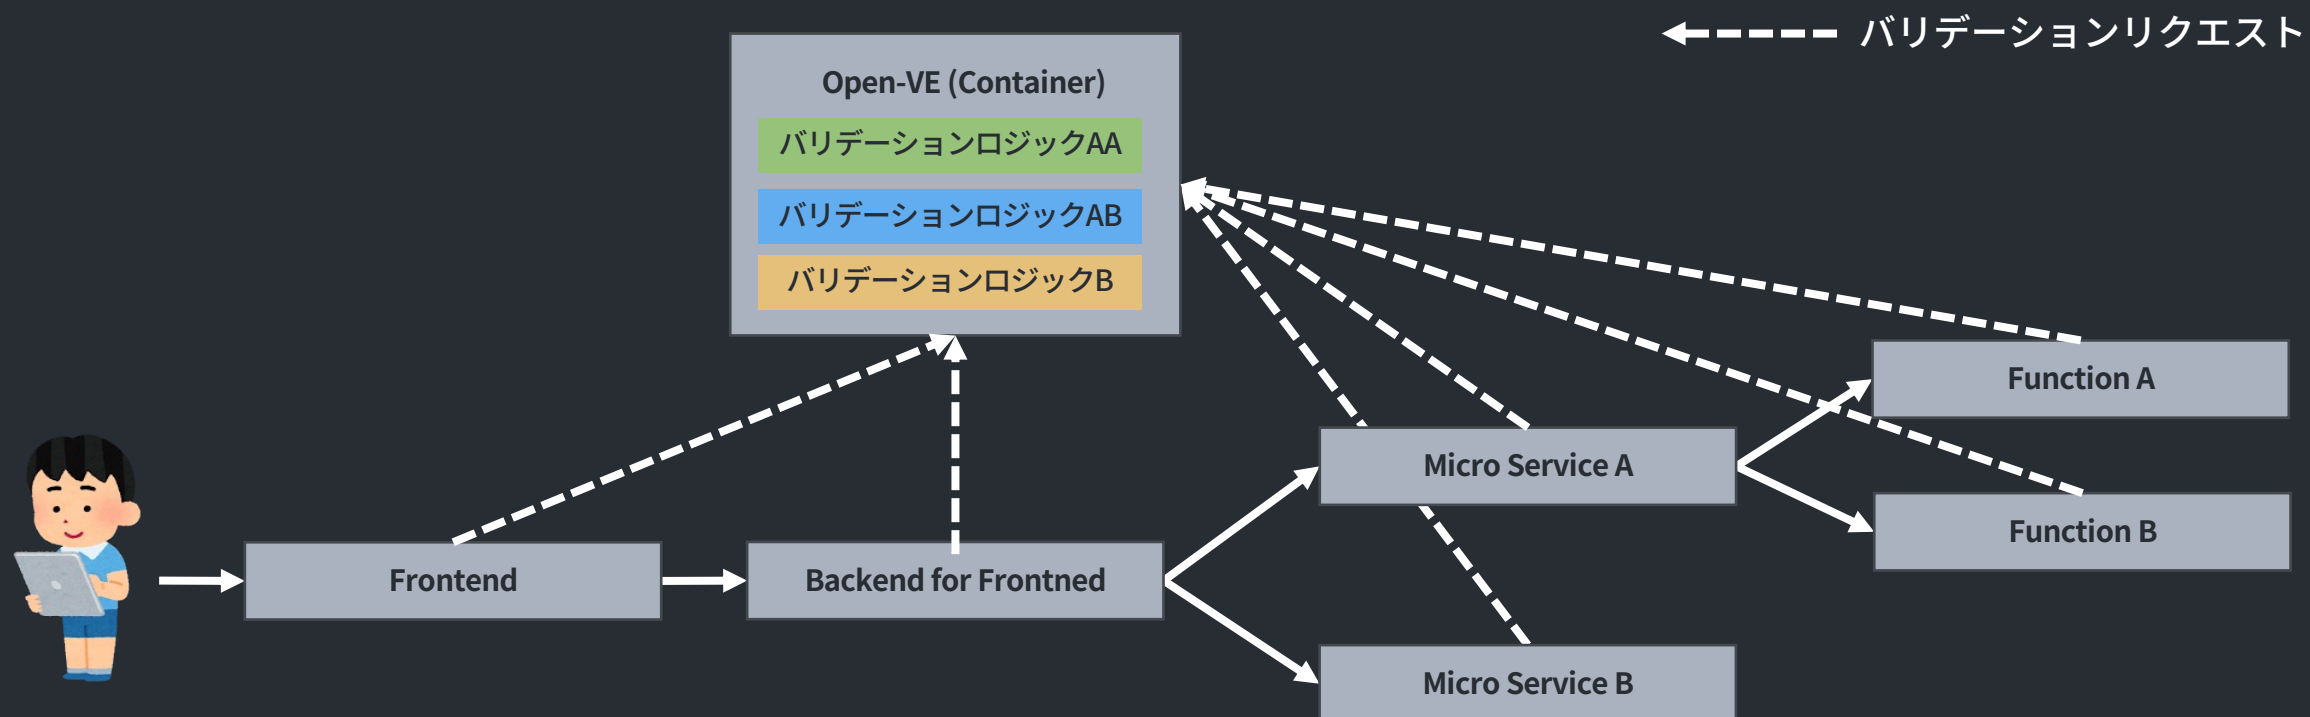 バリデーションリクエスト
Open-VE (Container)
バリデーションロジックAA
バリデーションロジックAB
バリデーションロジックB
Function A
Micro Service A
Function B
Frontend
Backend for Frontned
Micro Service B